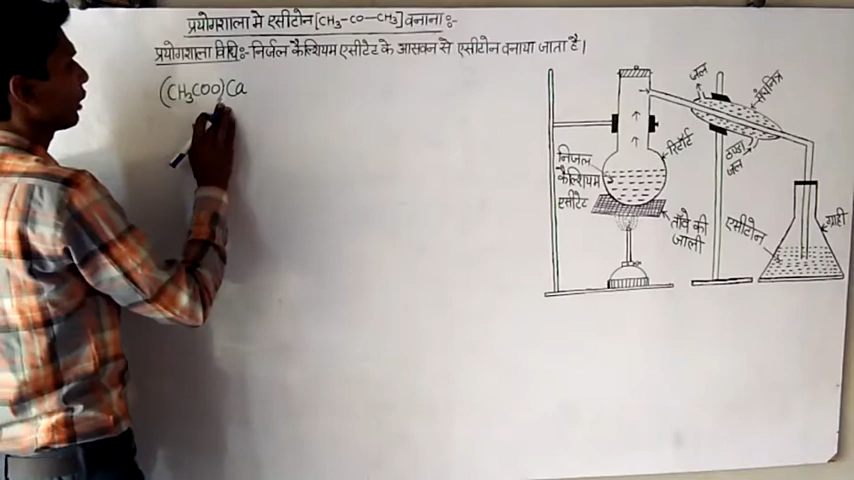 प्रयोगशाला मे एसीटोन [CH₃-CO-CH₃] बनाना :-
प्रयोगशाला विधि :- निर्जल कैल्शियम एसीटैट के आसवन से एसीटोन बनाया जाता है।
(CH₃COO)Ca
जल
संघनित्र
रिटॉर्ट
ठण्डा जल
निर्जल
कैल्शियम
एसीटैट
ताँबे की
जाली
एसीटोन
ग्राही